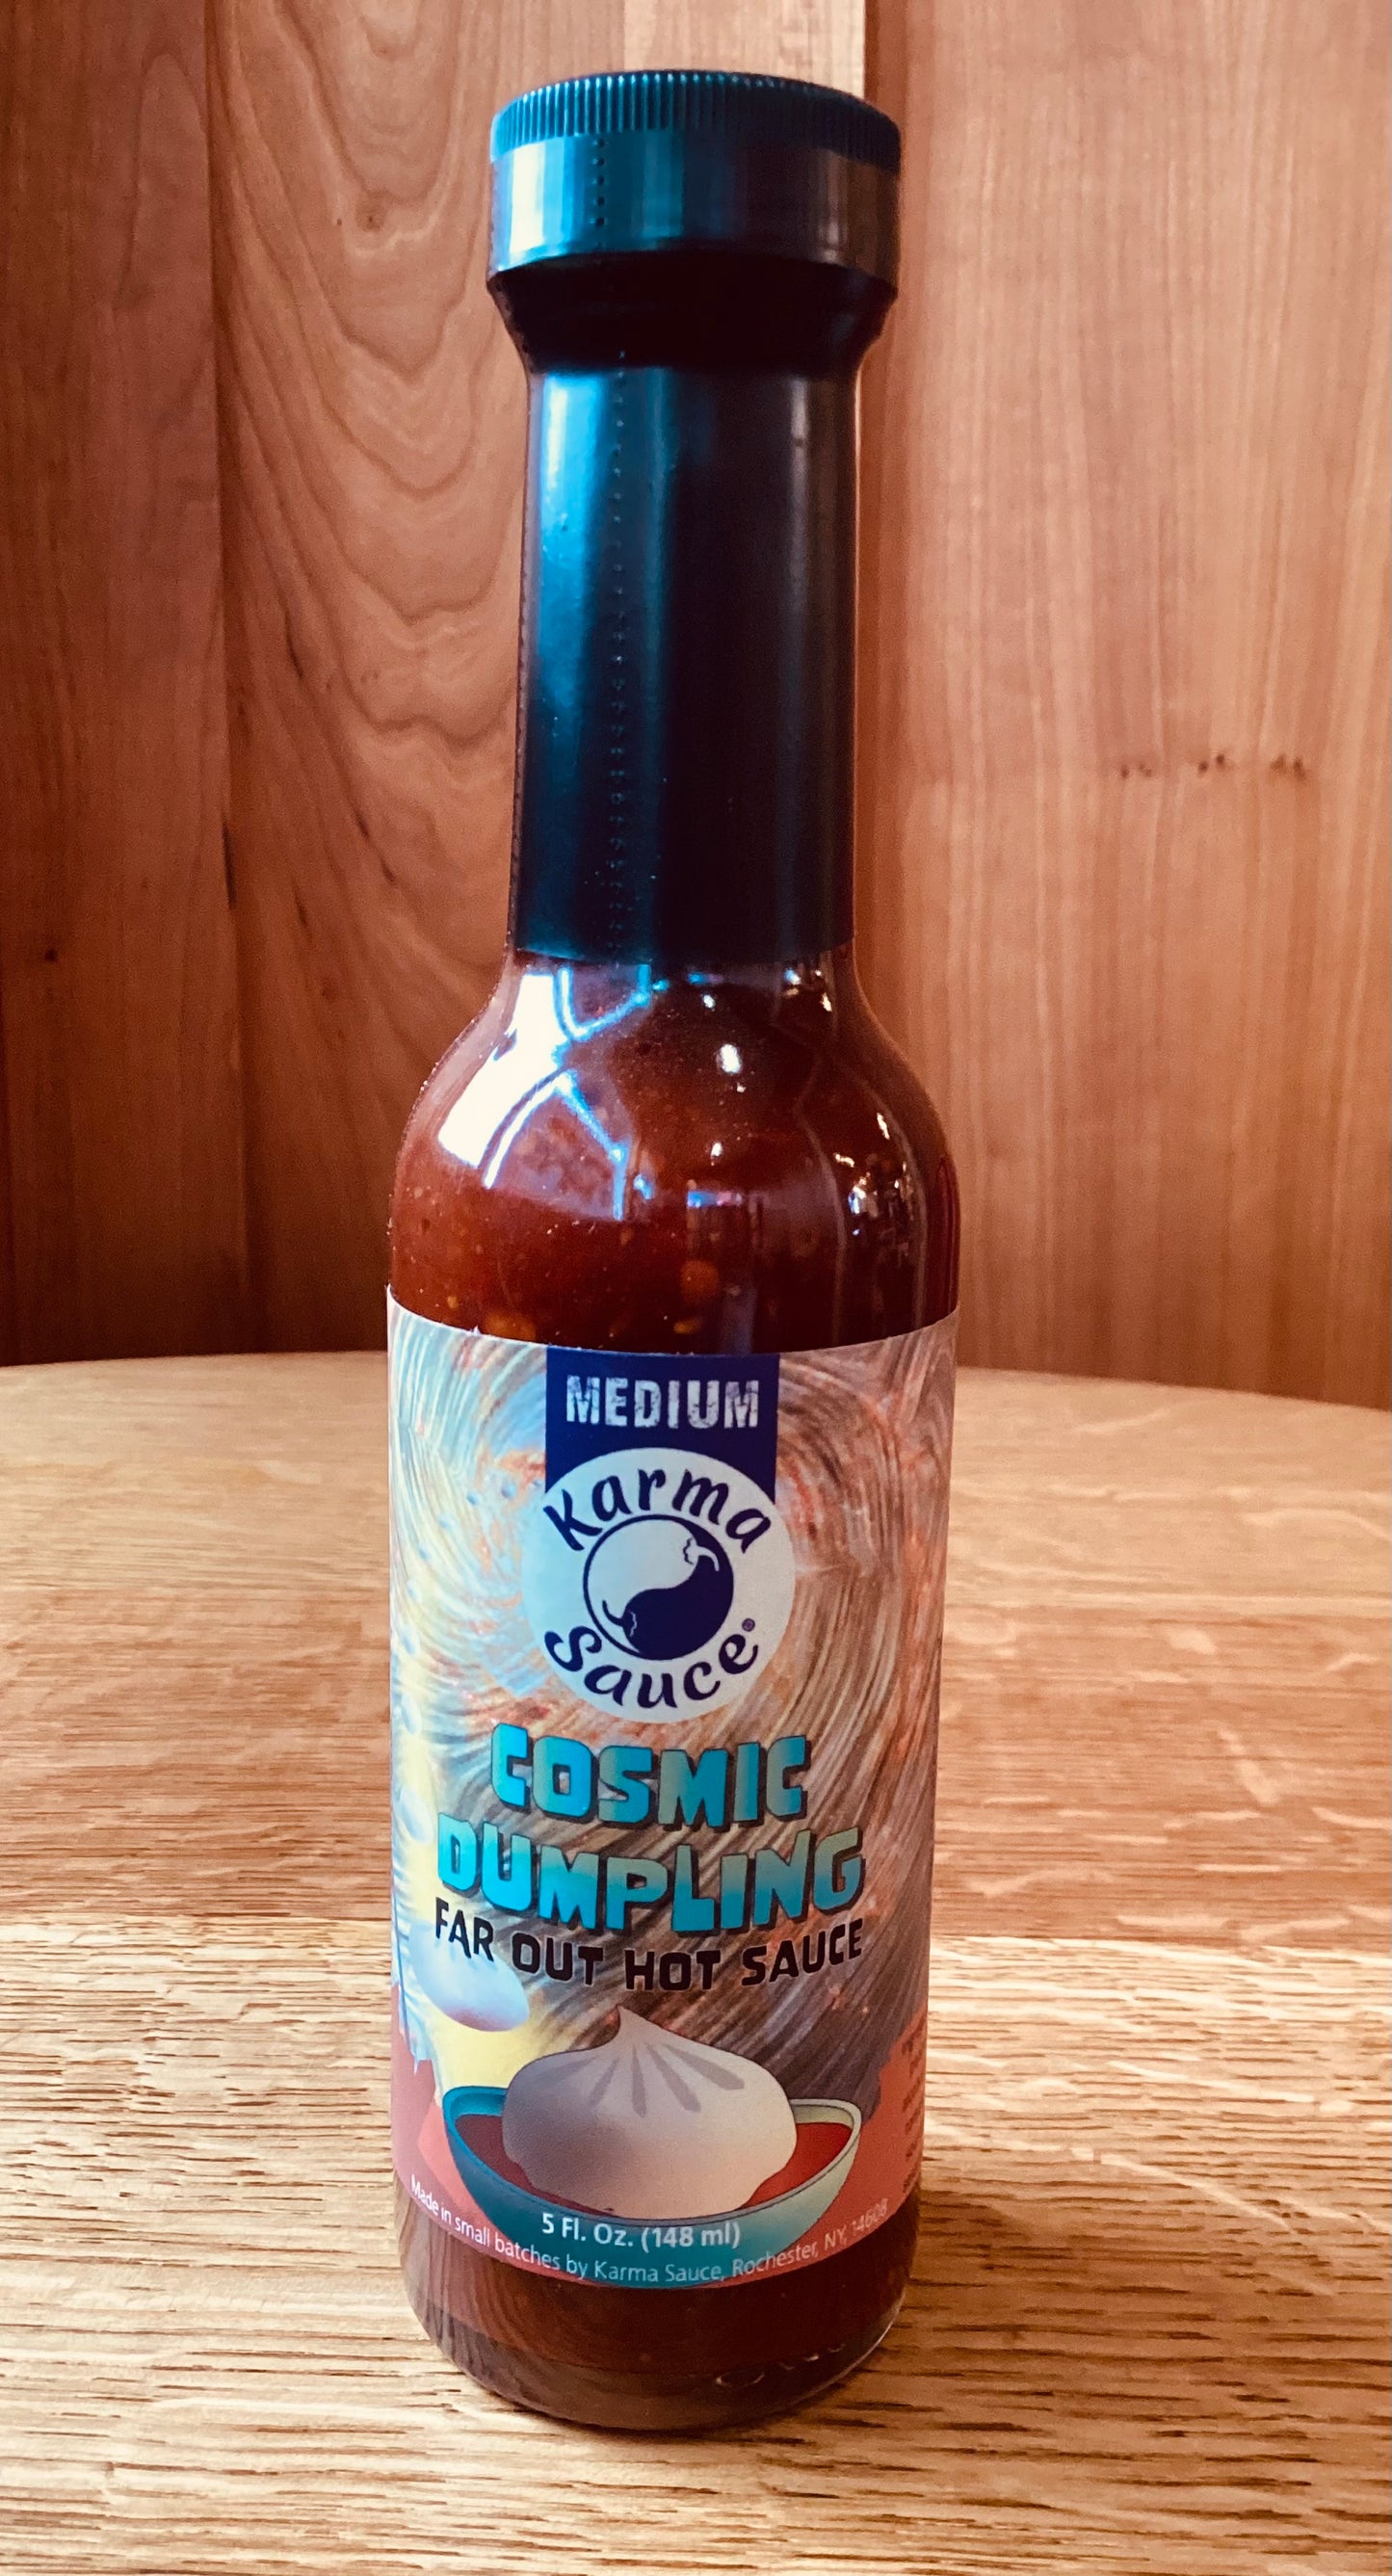 MEDIUM
Karma
Sauce®
COSMIC
DUMPLING
FAR OUT HOT SAUCE
5 Fl. Oz. (148 ml)
Made in small batches by Karma Sauce, Rochester, NY, 14608